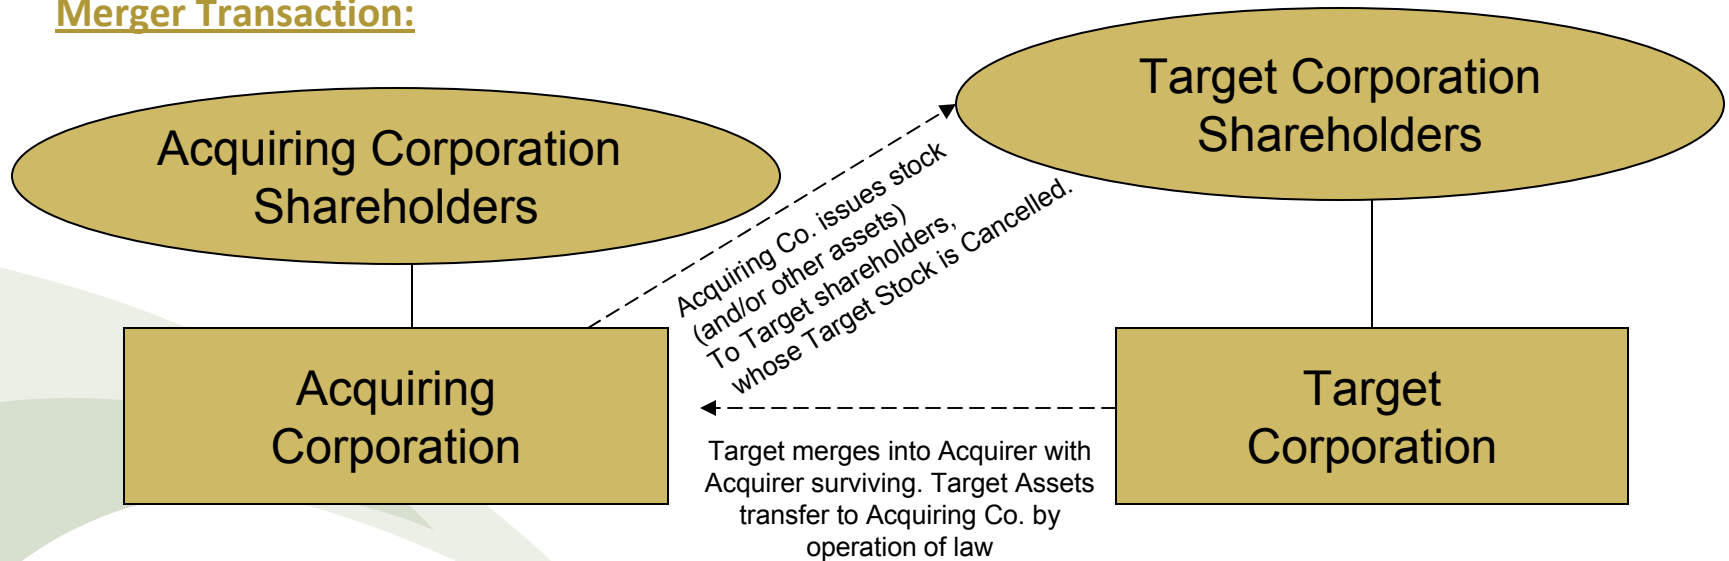 Merger Transaction:
Acquiring Corporation
Shareholders
Target Corporation
Shareholders
Acquiring Co. issues stock
(and/or other assets)
To Target shareholders,
whose Target Stock is Cancelled.
Acquiring
Corporation
Target
Corporation
Target merges into Acquirer with
Acquirer surviving. Target Assets
transfer to Acquiring Co. by
operation of law